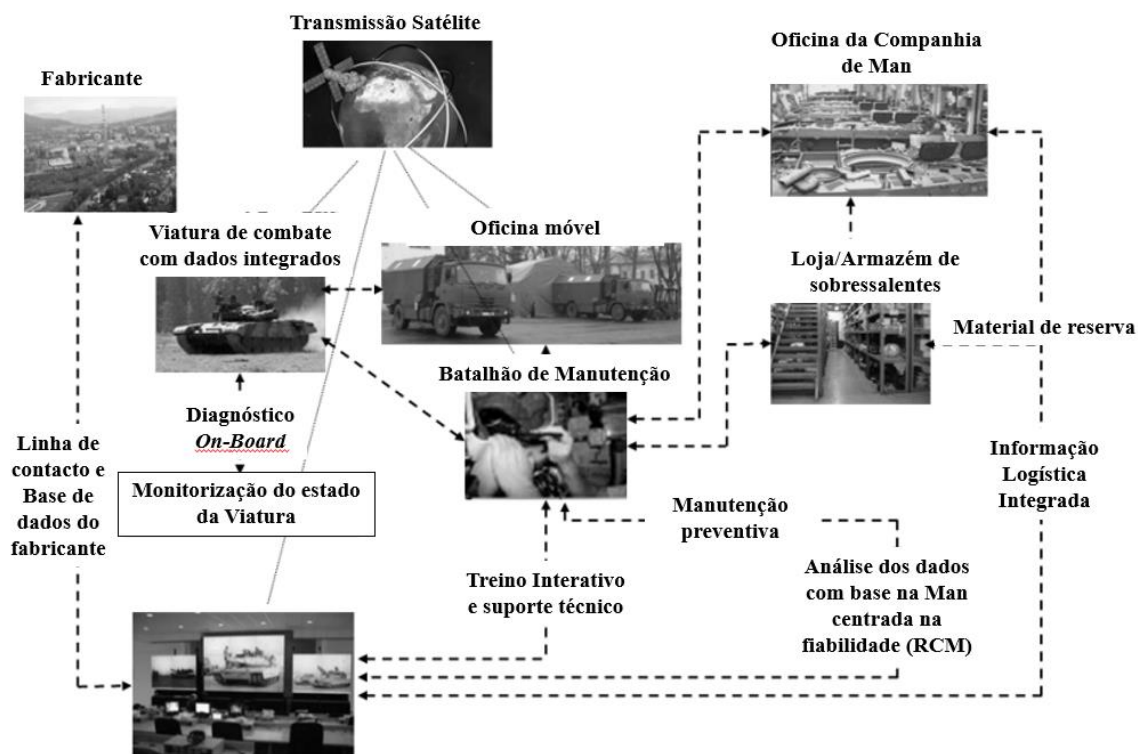 Transmissão Satélite
Oficina da Companhia
de Man
Fabricante
Viatura de combate
com dados integrados
Oficina móvel
Loja/Armazém de
sobressalentes
Material de reserva
Batalhão de Manutenção
Diagnóstico
On-Board
Linha de
contacto e
Base de
dados do
fabricante
Monitorização do estado
da Viatura
Informação
Logística
Integrada
Manutenção
preventiva
Treino Interativo
e suporte técnico
Análise dos dados
com base na Man
centrada na
fiabilidade (RCM)